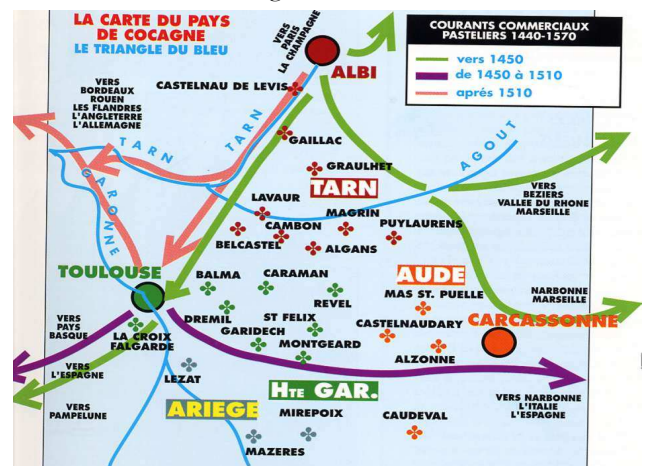 LA CARTE DU PAYS
DE COCAGNE
LE TRIANGLE DU BLEU
VERS
PARIS
LA CHAMPAGNE
COURANTS COMMERCIAUX
PASTELIERS 1440-1570
vers 1450
de 1450 à 1510
aprés 1510
ALBI
CASTELNAU DE LEVIS
VERS
BORDEAUX
ROUEN
LES FLANDRES
L'ANGLETERRE
L'ALLEMAGNE
TARN
TARN
GARONNE
AGOUT
GAILLAC
GRAULHET
TARN
VERS
BEZIERS
VALLEE DU RHONE
MARSEILLE
LAVAUR
MAGRIN
CAMBON
PUYLAURENS
BELCASTEL
ALGANS
TOULOUSE
BALMA
CARAMAN
AUDE
REVEL
MAS ST. PUELLE
NARBONNE
MARSEILLE
DREMIL
ST FELIX
CASTELNAUDARY
CARCASSONNE
VERS
PAYS
BASQUE
LA CROIX
FALGARDE
GARIDECH
MONTGEARD
ALZONNE
VERS
L'ESPAGNE
LEZAT
HTE GAR.
VERS
PAMPELUNE
ARIEGE
MIREPOIX
CAUDEVAL
VERS NARBONNE
L'ITALIE
L'ESPAGNE
MAZERES